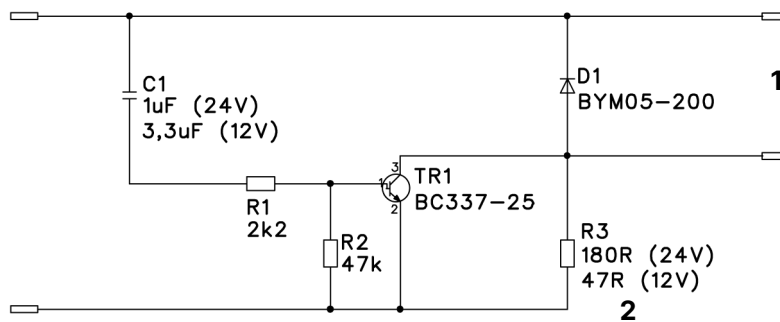 C1
1uF (24V)
3,3uF (12V)
D1
BYM05-200
1
3
TR1
1
BC337-25
2
R1
2k2
R2
47k
R3
180R (24V)
47R (12V)
2